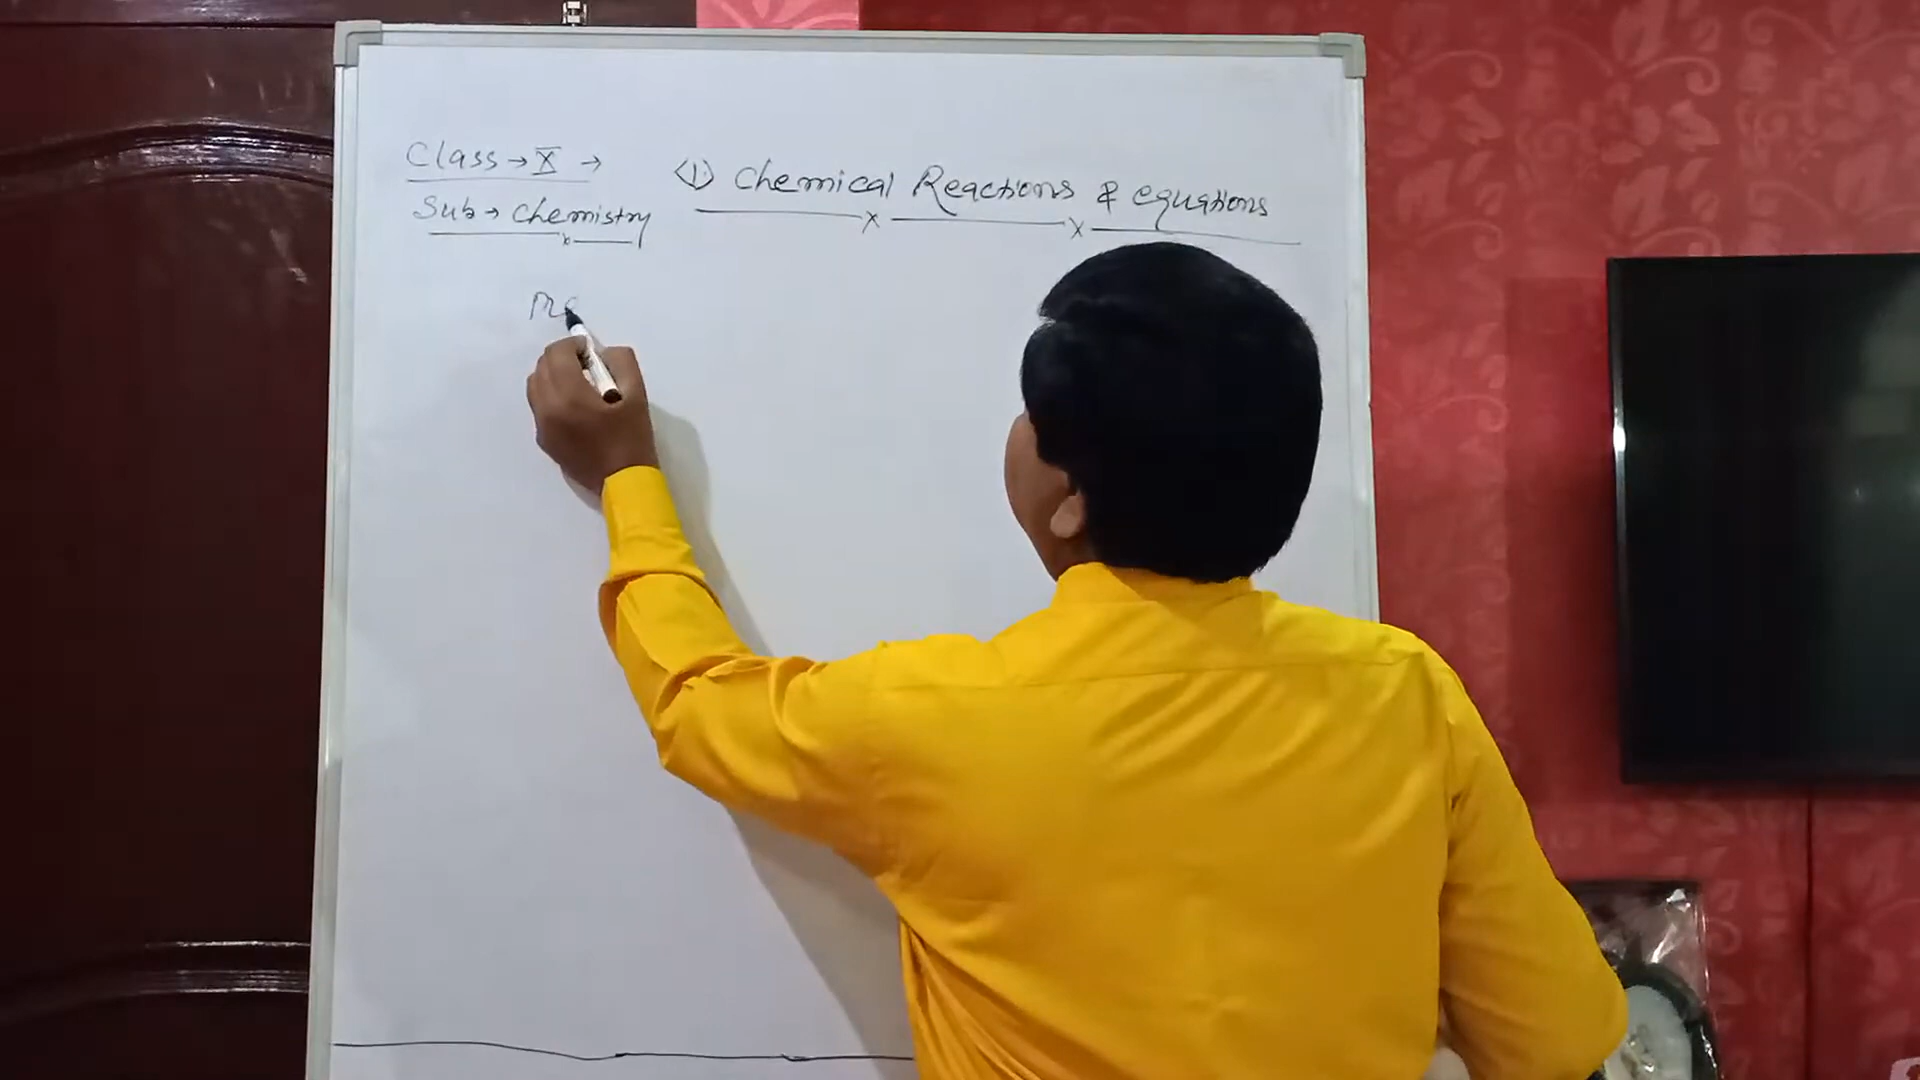 Class → X →
Sub → Chemistry
(1) Chemical Reactions & equations